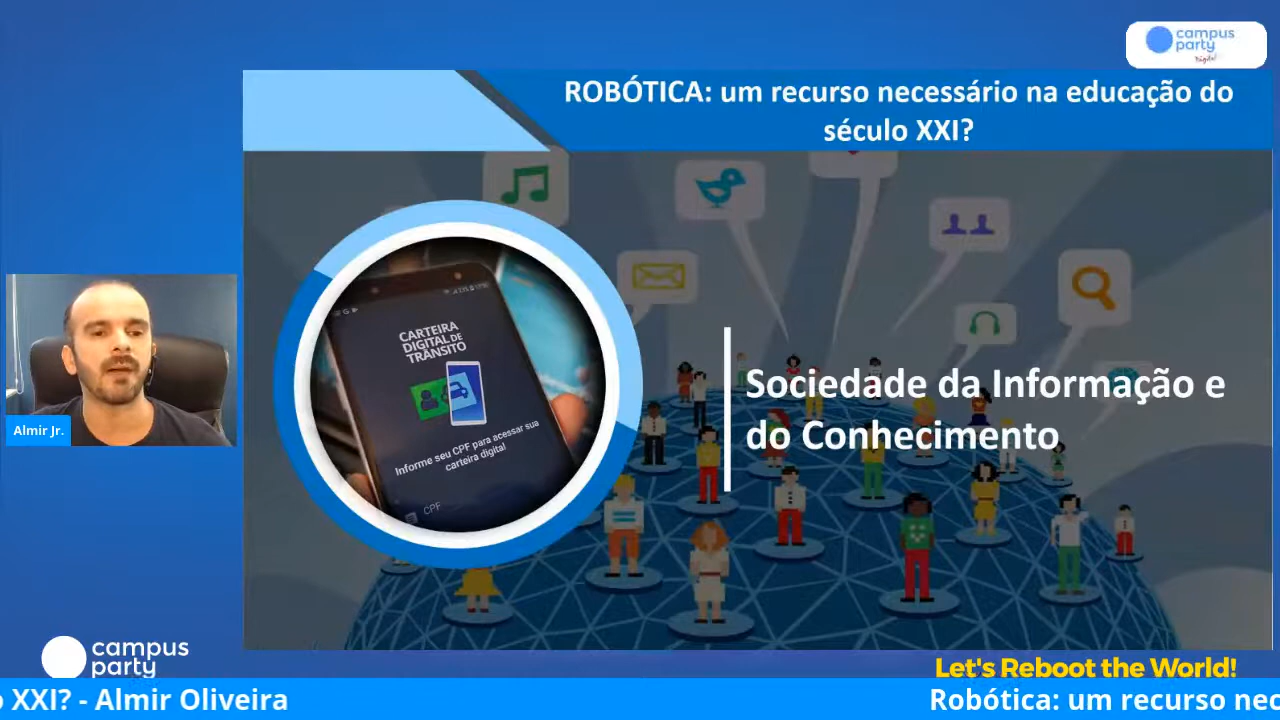 campus
party
Digital
ROBÓTICA: um recurso necessário na educação do
século XXI?
CARTEIRA
DIGITAL DE
TRÂNSITO
Informe seu CPF para acessar sua
carteira digital
CPF
Sociedade da Informação e
do Conhecimento
Almir Jr.
campus
party
Let's Reboot the World!
o XXI? - Almir Oliveira
Robótica: um recurso nec